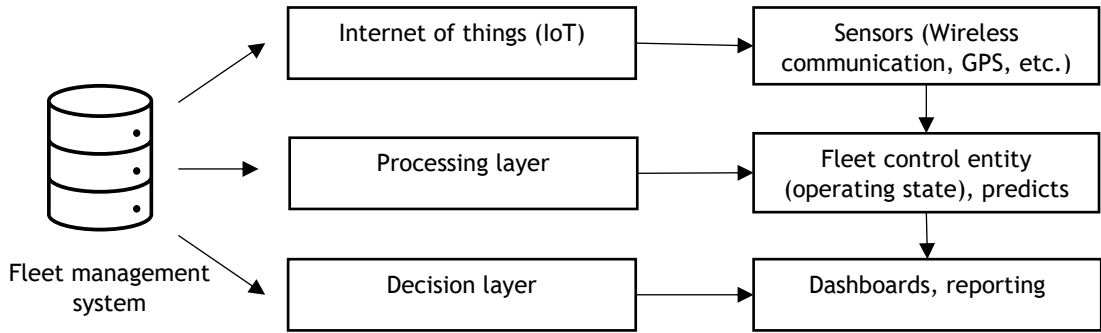 Internet of things (IoT)
Sensors (Wireless
communication, GPS, etc.)
Processing layer
Fleet control entity
(operating state), predicts
Fleet management
system
Decision layer
Dashboards, reporting